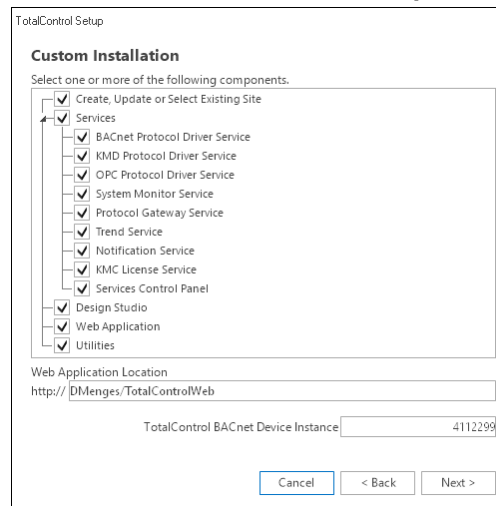 TotalControl Setup
Custom Installation
Select one or more of the following components.
Create, Update or Select Existing Site
Services
BACnet Protocol Driver Service
KMD Protocol Driver Service
OPC Protocol Driver Service
System Monitor Service
Protocol Gateway Service
Trend Service
Notification Service
KMC License Service
Services Control Panel
Design Studio
Web Application
Utilities
Web Application Location
http:// DMenges/TotalControlWeb
TotalControl BACnet Device Instance 4112299
Cancel < Back Next >